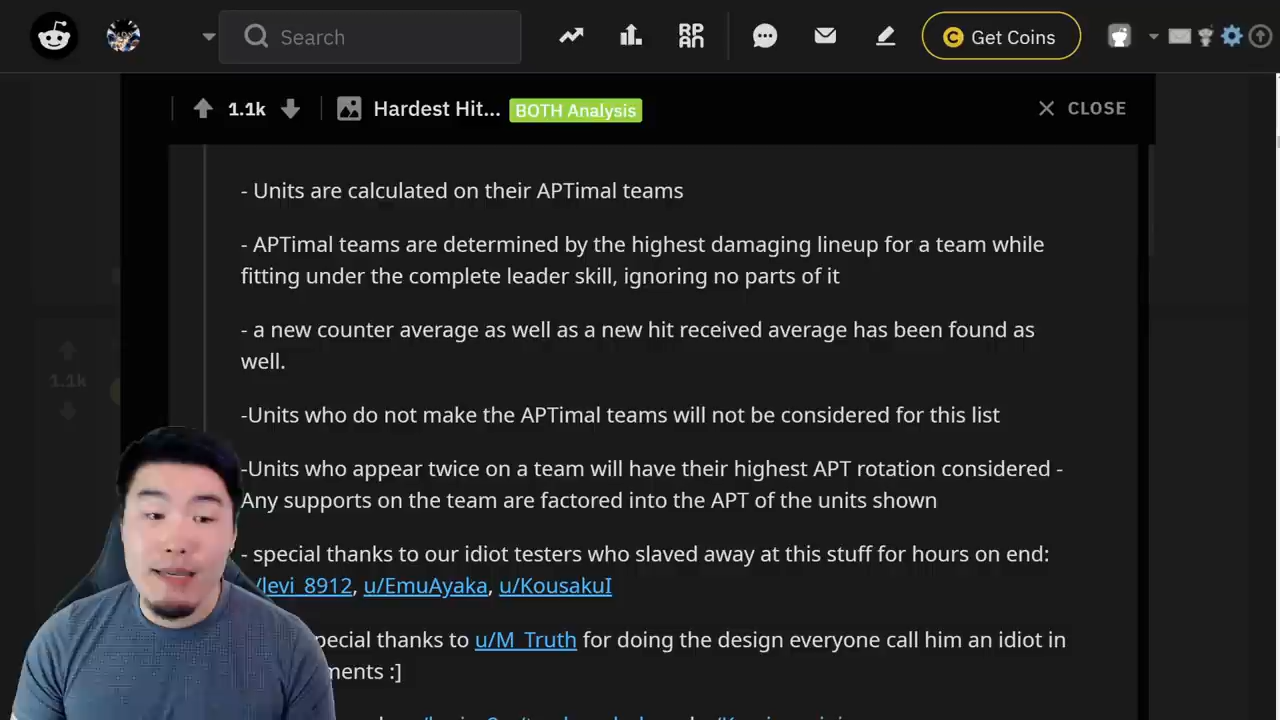 Search
RP
AN
Get Coins
1.1k
Hardest Hit...
BOTH Analysis
CLOSE
- Units are calculated on their APTimal teams
- APTimal teams are determined by the highest damaging lineup for a team while
fitting under the complete leader skill, ignoring no parts of it
1.1k
- a new counter average as well as a new hit received average has been found as
well.
-Units who do not make the APTimal teams will not be considered for this list
-Units who appear twice on a team will have their highest APT rotation considered -
Any supports on the team are factored into the APT of the units shown
- special thanks to our idiot testers who slaved away at this stuff for hours on end:
/levi_8912, u/EmuAyaka, u/KousakuI
pecial thanks to u/M_Truth for doing the design everyone call him an idiot in
ments :]